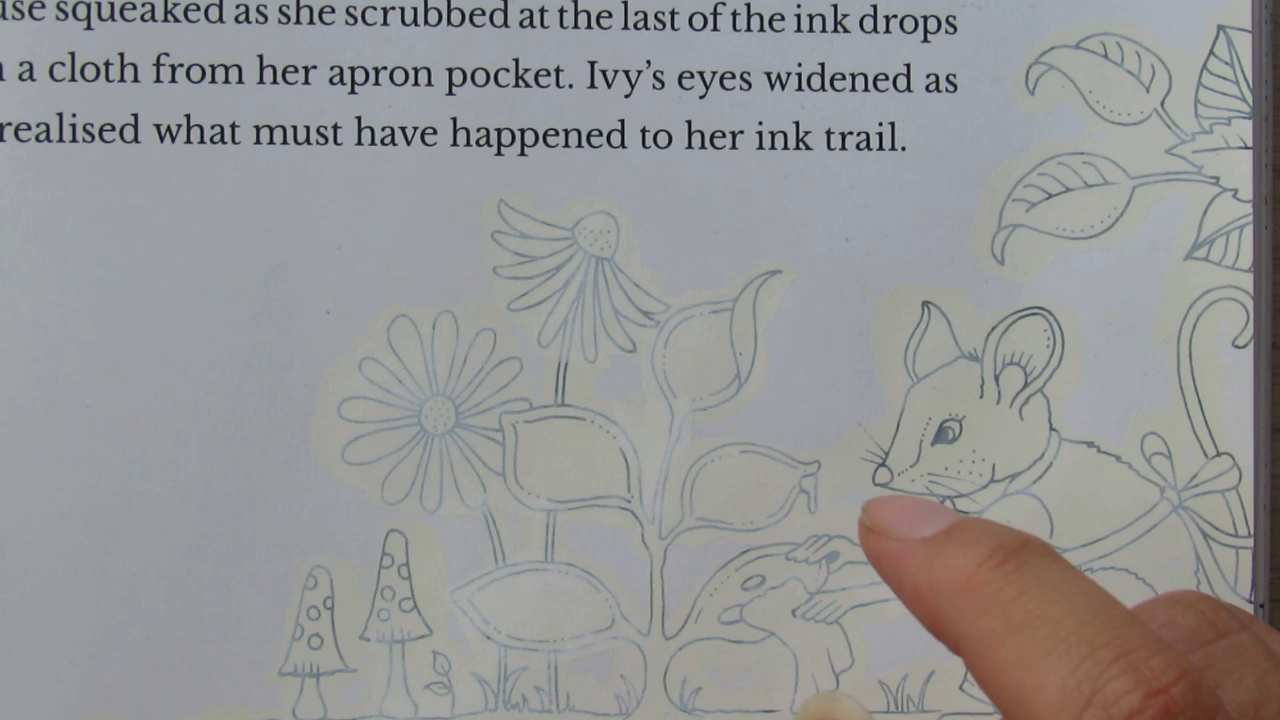 squeaked as she scrubbed at the last of the ink drops
a cloth from her apron pocket. Ivy's eyes widened as
realised what must have happened to her ink trail.